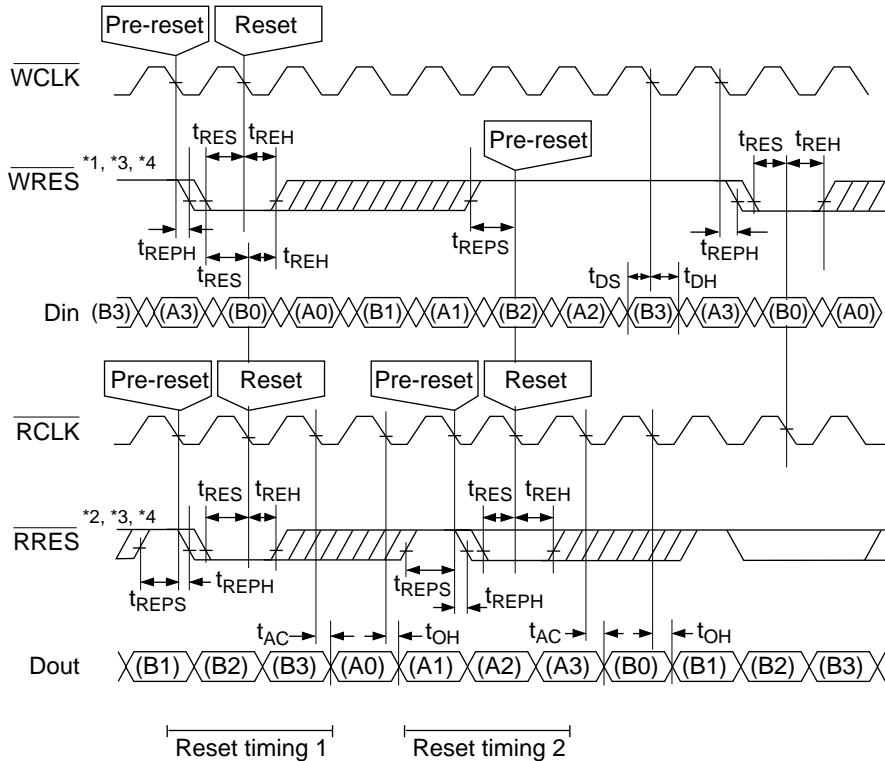 Pre-reset Reset
WCLK
tRES tREH Pre-reset tRES tREH
WRES *1, *3, *4
tREPH tREPS tREPH
tRES tREH
tDS tDH
Din (B3) (A3) (B0) (A0) (B1) (A1) (B2) (A2) (B3) (A3) (B0) (A0)
Pre-reset Reset Pre-reset Reset
RCLK
tRES tREH tRES tREH
RRES *2, *3, *4
tREPS tREPH tREPS tREPH
tAC tOH tAC tOH
Dout (B1) (B2) (B3) (A0) (A1) (A2) (A3) (B0) (B1) (B2) (B3)
Reset timing 1 Reset timing 2